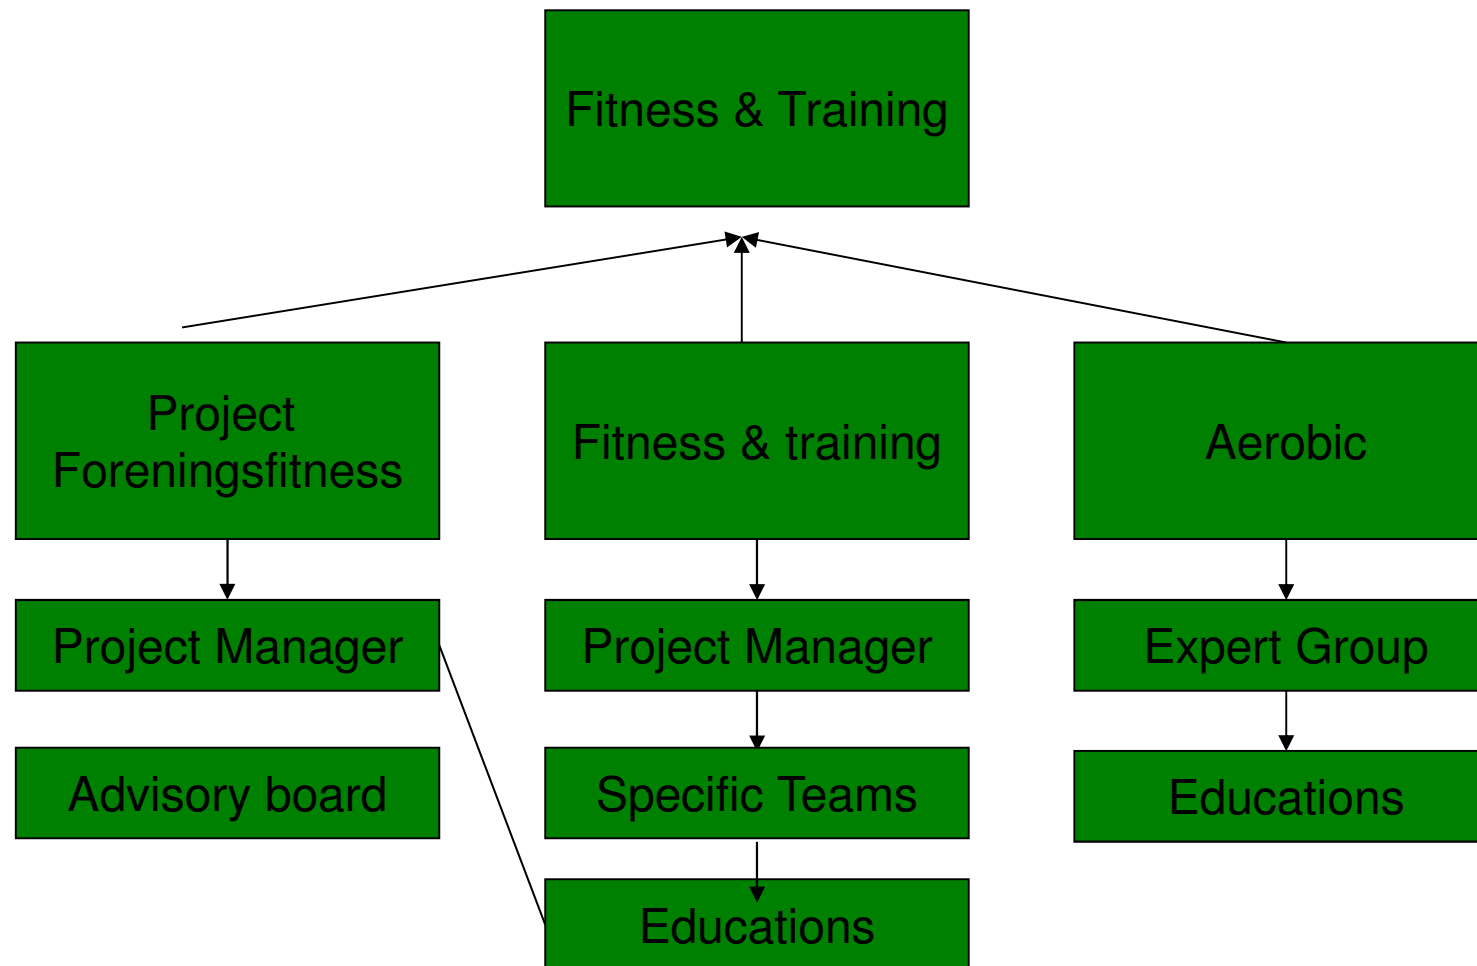 Fitness & Training
Project
Foreningsfitness
Fitness & training
Aerobic
Project Manager
Project Manager
Expert Group
Advisory board
Specific Teams
Educations
Educations